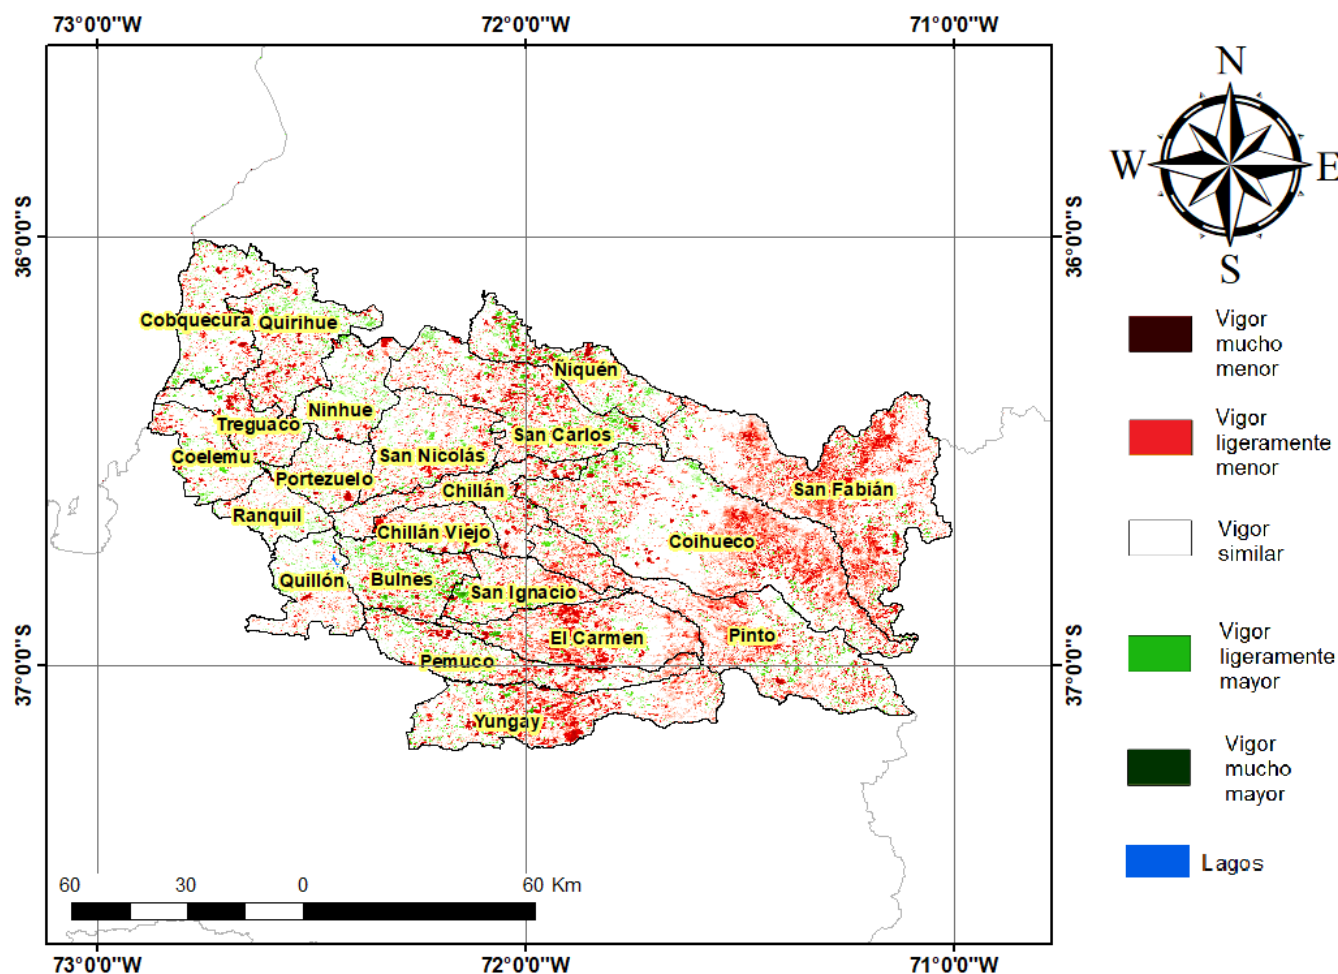 73°0'0"W
72°0'0"W
71°0'0"W
36°0'0"S
36°0'0"S
37°0'0"S
37°0'0"S
Cobquecura
Quirihue
Ñiquén
Ninhue
Treguaco
San Carlos
Coelemu
San Nicolás
Portezuelo
Chillán
San Fabián
Ranquil
Chillán Viejo
Coihueco
Quillón
Bulnes
San Ignacio
El Carmen
Pinto
Pemuco
Yungay
60
30
0
60 Km
73°0'0"W
72°0'0"W
71°0'0"W
N
W
E
S
Vigor
mucho
menor
Vigor
ligeramente
menor
Vigor
similar
Vigor
ligeramente
mayor
Vigor
mucho
mayor
Lagos